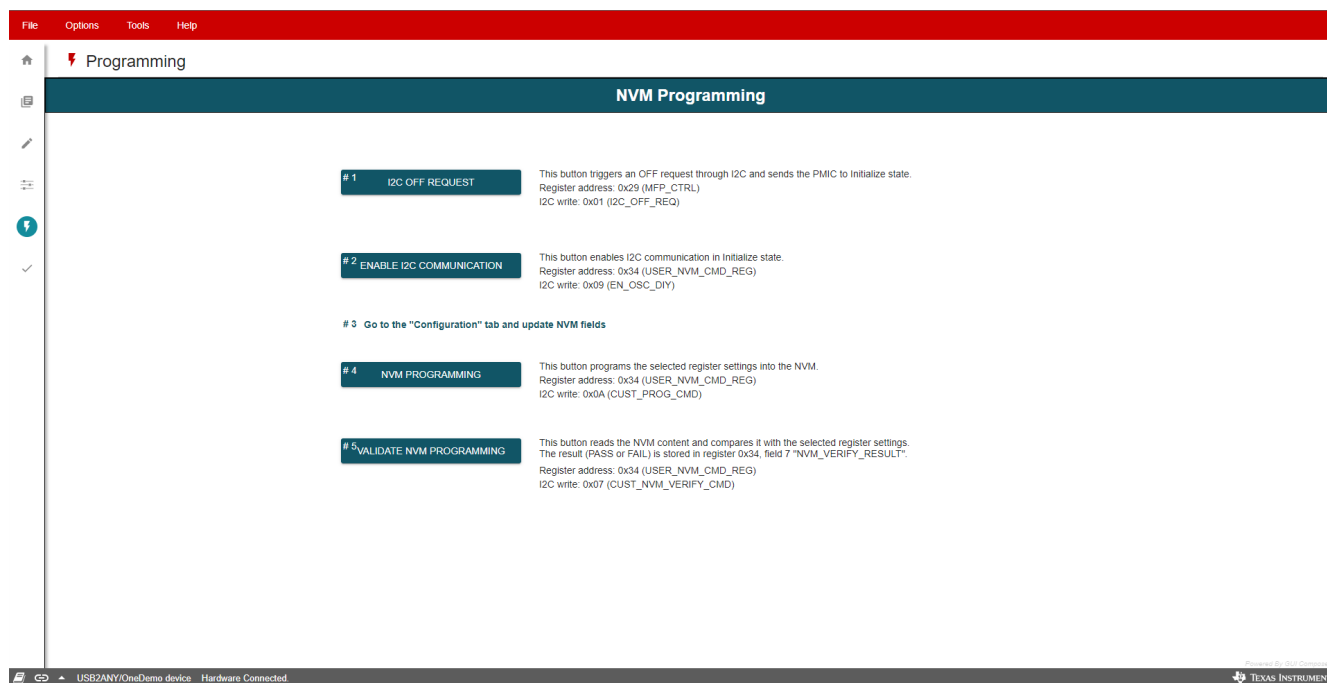 File Options Tools Help
Programming
NVM Programming
# 1 I2C OFF REQUEST
This button triggers an OFF request through I2C and sends the PMIC to Initialize state.
Register address: 0x29 (MFP_CTRL)
I2C write: 0x01 (I2C_OFF_REQ)
# 2 ENABLE I2C COMMUNICATION
This button enables I2C communication in Initialize state.
Register address: 0x34 (USER_NVM_CMD_REG)
I2C write: 0x09 (EN_OSC_DIY)
# 3 Go to the "Configuration" tab and update NVM fields
# 4 NVM PROGRAMMING
This button programs the selected register settings into the NVM.
Register address: 0x34 (USER_NVM_CMD_REG)
I2C write: 0x0A (CUST_PROG_CMD)
# 5 VALIDATE NVM PROGRAMMING
This button reads the NVM content and compares it with the selected register settings.
The result (PASS or FAIL) is stored in register 0x34, field 7 "NVM_VERIFY_RESULT".
Register address: 0x34 (USER_NVM_CMD_REG)
I2C write: 0x07 (CUST_NVM_VERIFY_CMD)
Powered By GUI Compose
USB2ANY/OneDemo device Hardware Connected.
TEXAS INSTRUMEN